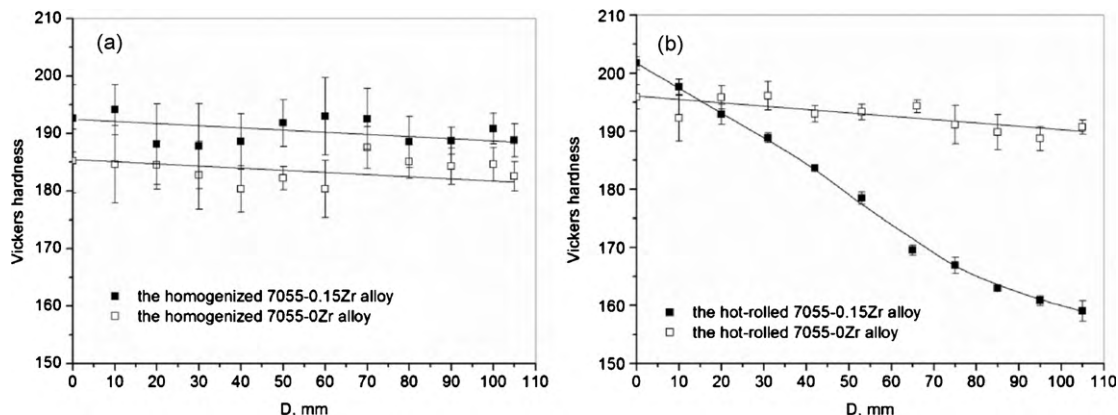 (a)
210
200
190
180
170
160
150
Vickers hardness
the homogenized 7055-0.15Zr alloy
the homogenized 7055-0Zr alloy
0 10 20 30 40 50 60 70 80 90 100 110
D, mm
(b)
210
200
190
180
170
160
150
Vickers hardness
the hot-rolled 7055-0.15Zr alloy
the hot-rolled 7055-0Zr alloy
0 10 20 30 40 50 60 70 80 90 100 110
D, mm